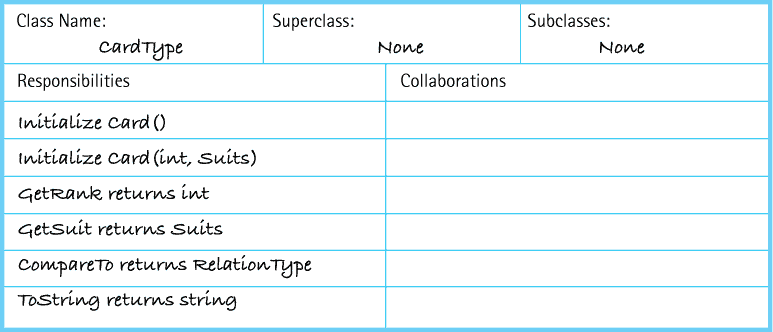 Class Name:
CardType
Superclass:
None
Subclasses:
None
Responsibilities
Collaborations
Initialize Card()
Initialize Card(int, Suits)
GetRank returns int
GetSuit returns Suits
CompareTo returns RelationType
ToString returns string